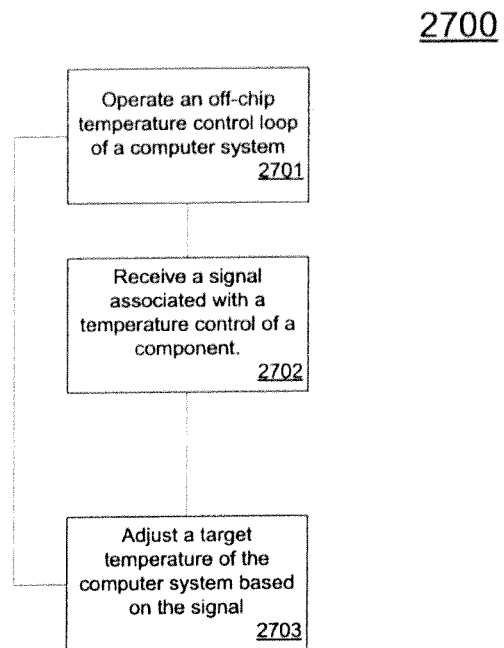 2700
Operate an off-chip
temperature control loop
of a computer system
2701
Receive a signal
associated with a
temperature control of a
component.
2702
Adjust a target
temperature of the
computer system based
on the signal
2703